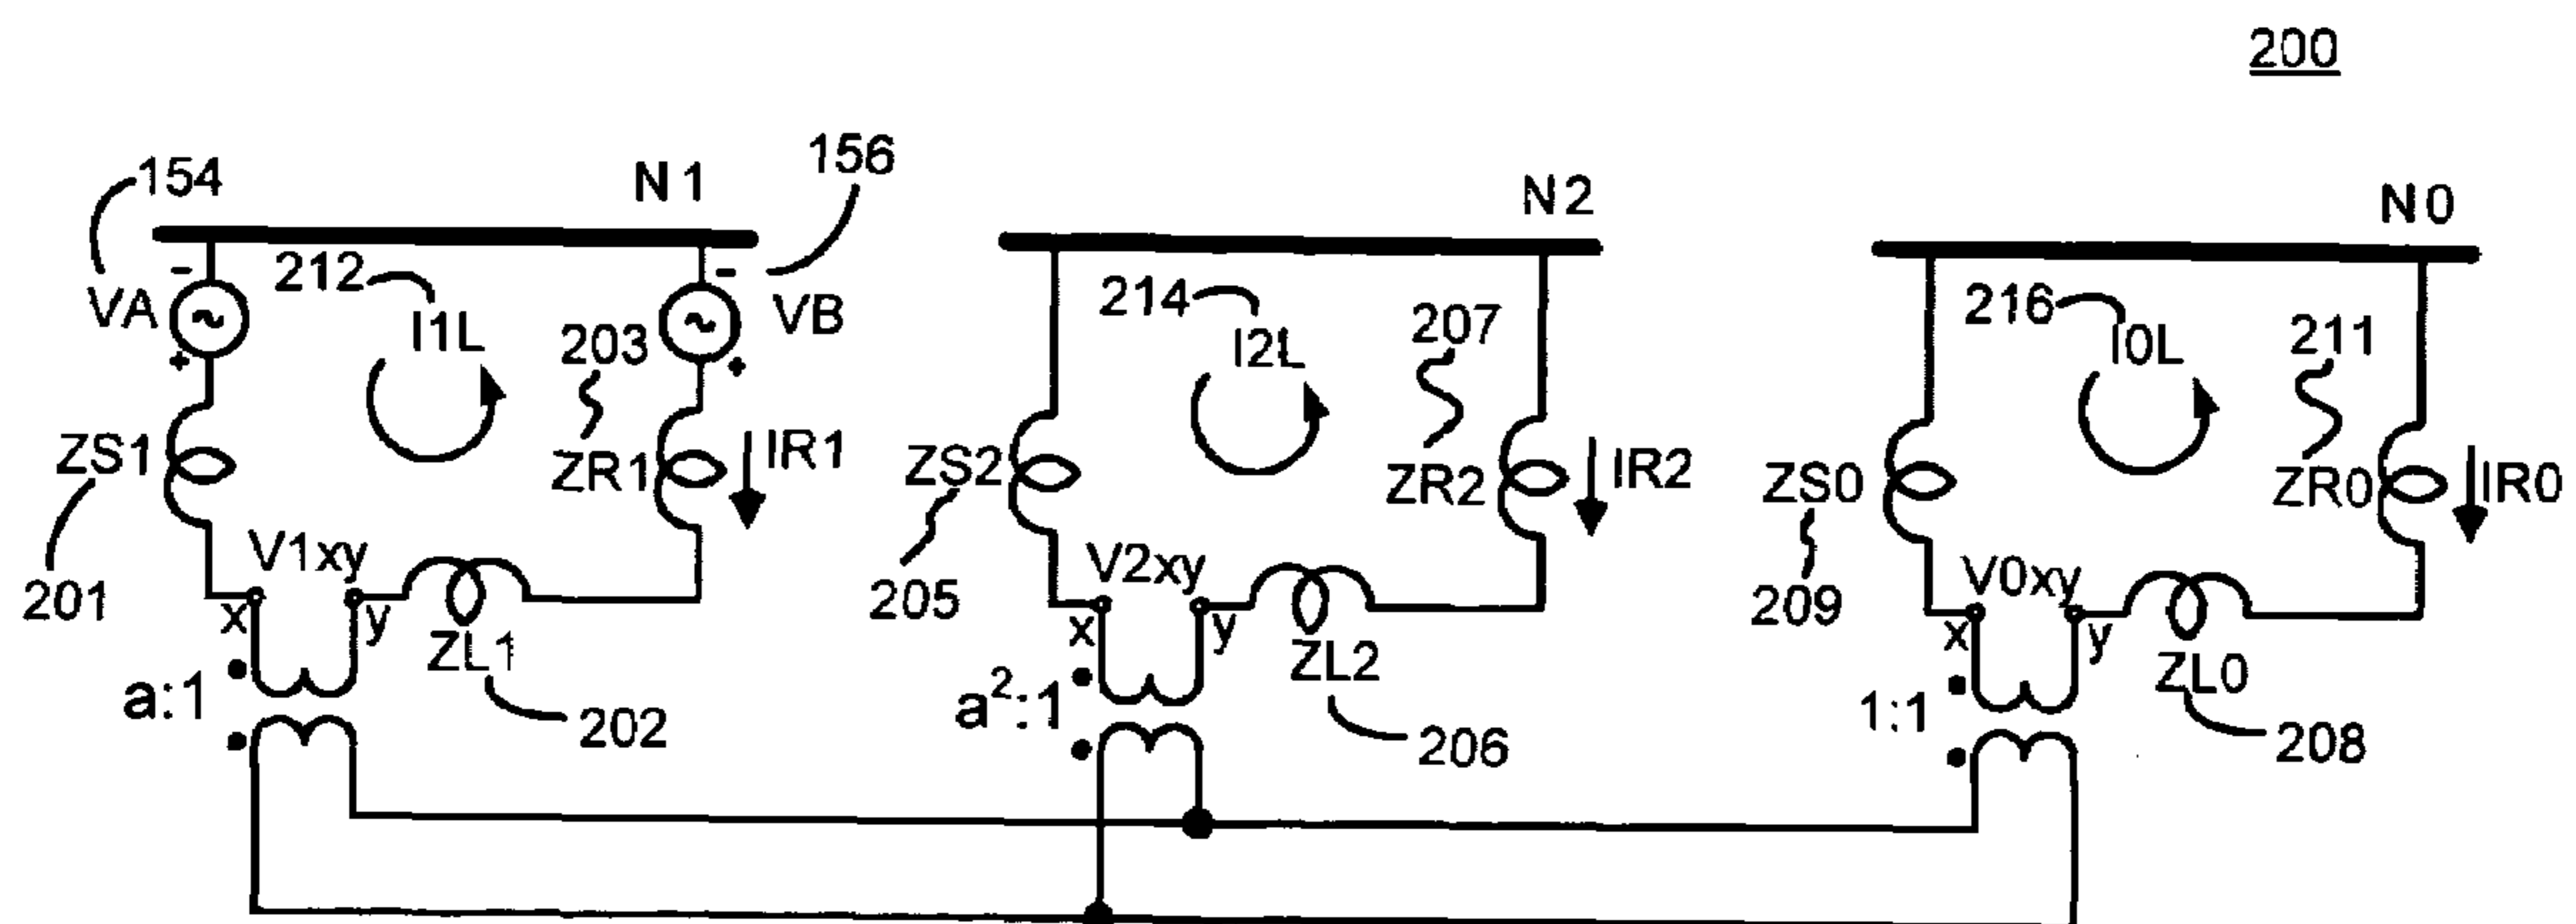 200
154
N1
156
N2
N0
- 212 -
VA ~ I1L 203 ~ VB
+ +
214
I2L
207
216
I0L
211
ZS1 ZR1 IR1
ZS2 ZR2 IR2
ZS0 ZR0 IR0
201 V1xy
x y
ZL1
205 V2xy
x y
ZL2
209 V0xy
x y
ZL0
a:1 202
a²:1 206
1:1 208